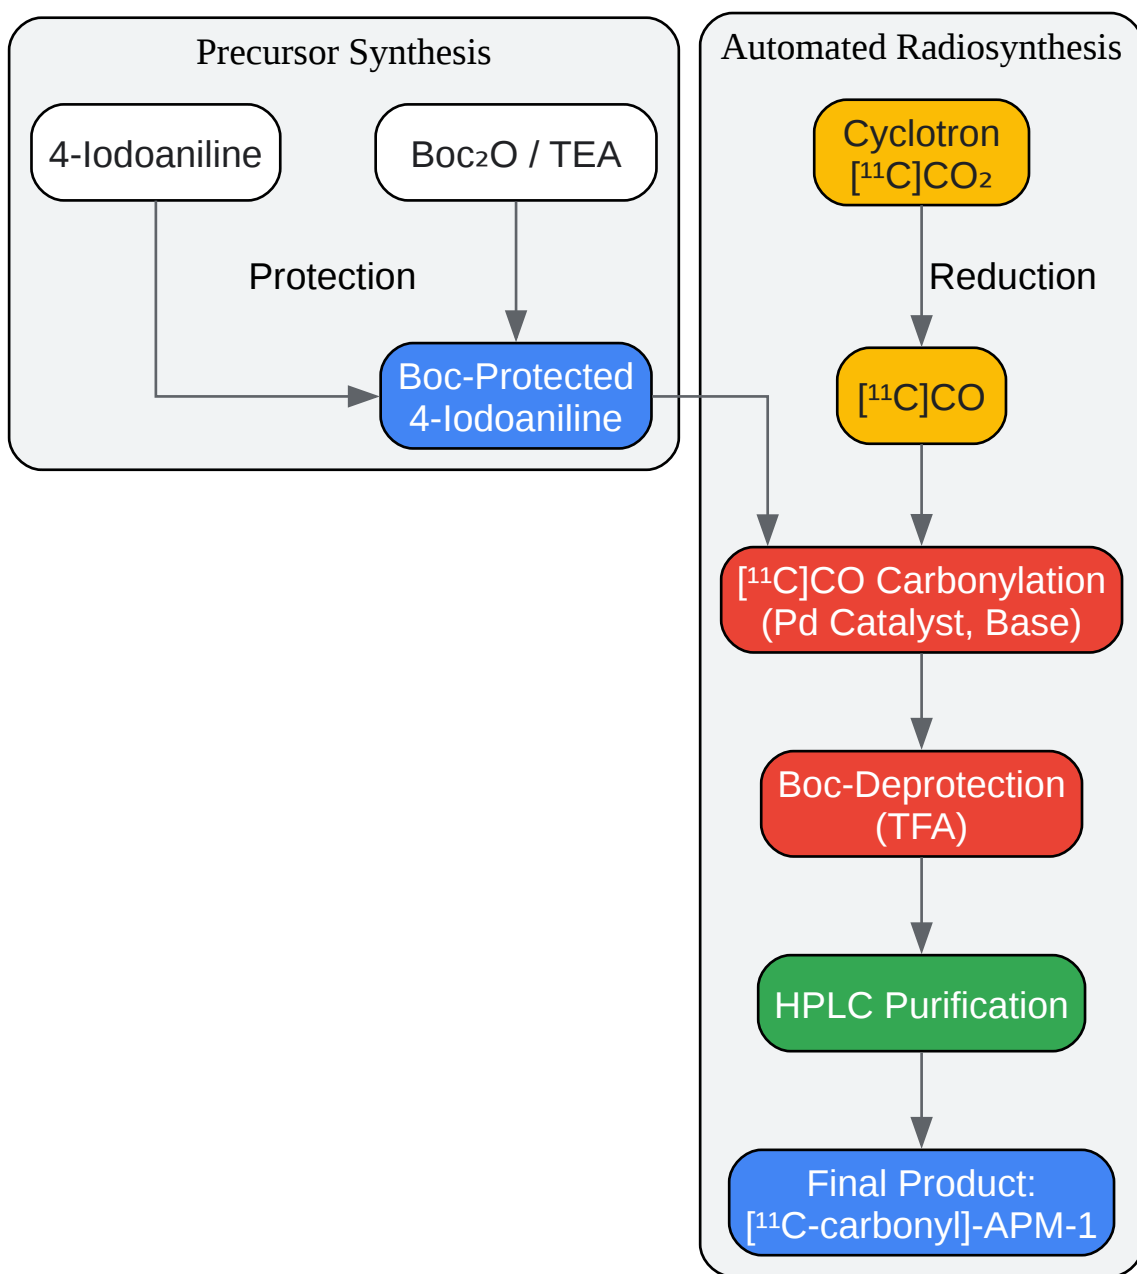 Precursor Synthesis
4-Iodoaniline
Boc₂O / TEA
Protection
Boc-Protected
4-Iodoaniline
Automated Radiosynthesis
Cyclotron
[¹¹C]CO₂
Reduction
[¹¹C]CO
[¹¹C]CO Carbonylation
(Pd Catalyst, Base)
Boc-Deprotection
(TFA)
HPLC Purification
Final Product:
[¹¹C-carbonyl]-APM-1